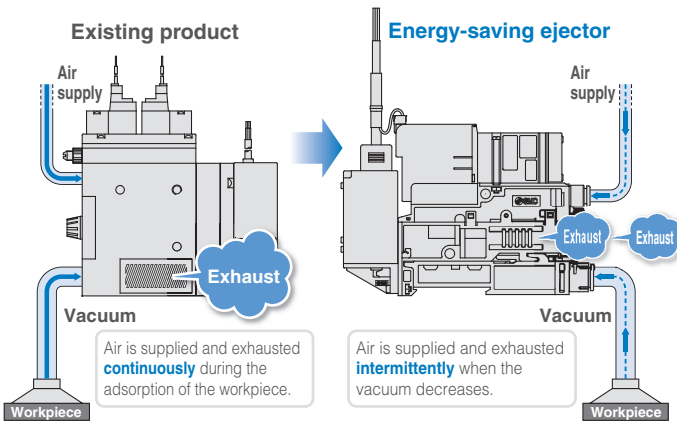 Existing product
Energy-saving ejector
Air
supply
Air
supply
SMC
Exhaust
Exhaust
Exhaust
Vacuum
Vacuum
Air is supplied and exhausted
continuously during the
adsorption of the workpiece.
Air is supplied and exhausted
intermittently when the
vacuum decreases.
Workpiece
Workpiece